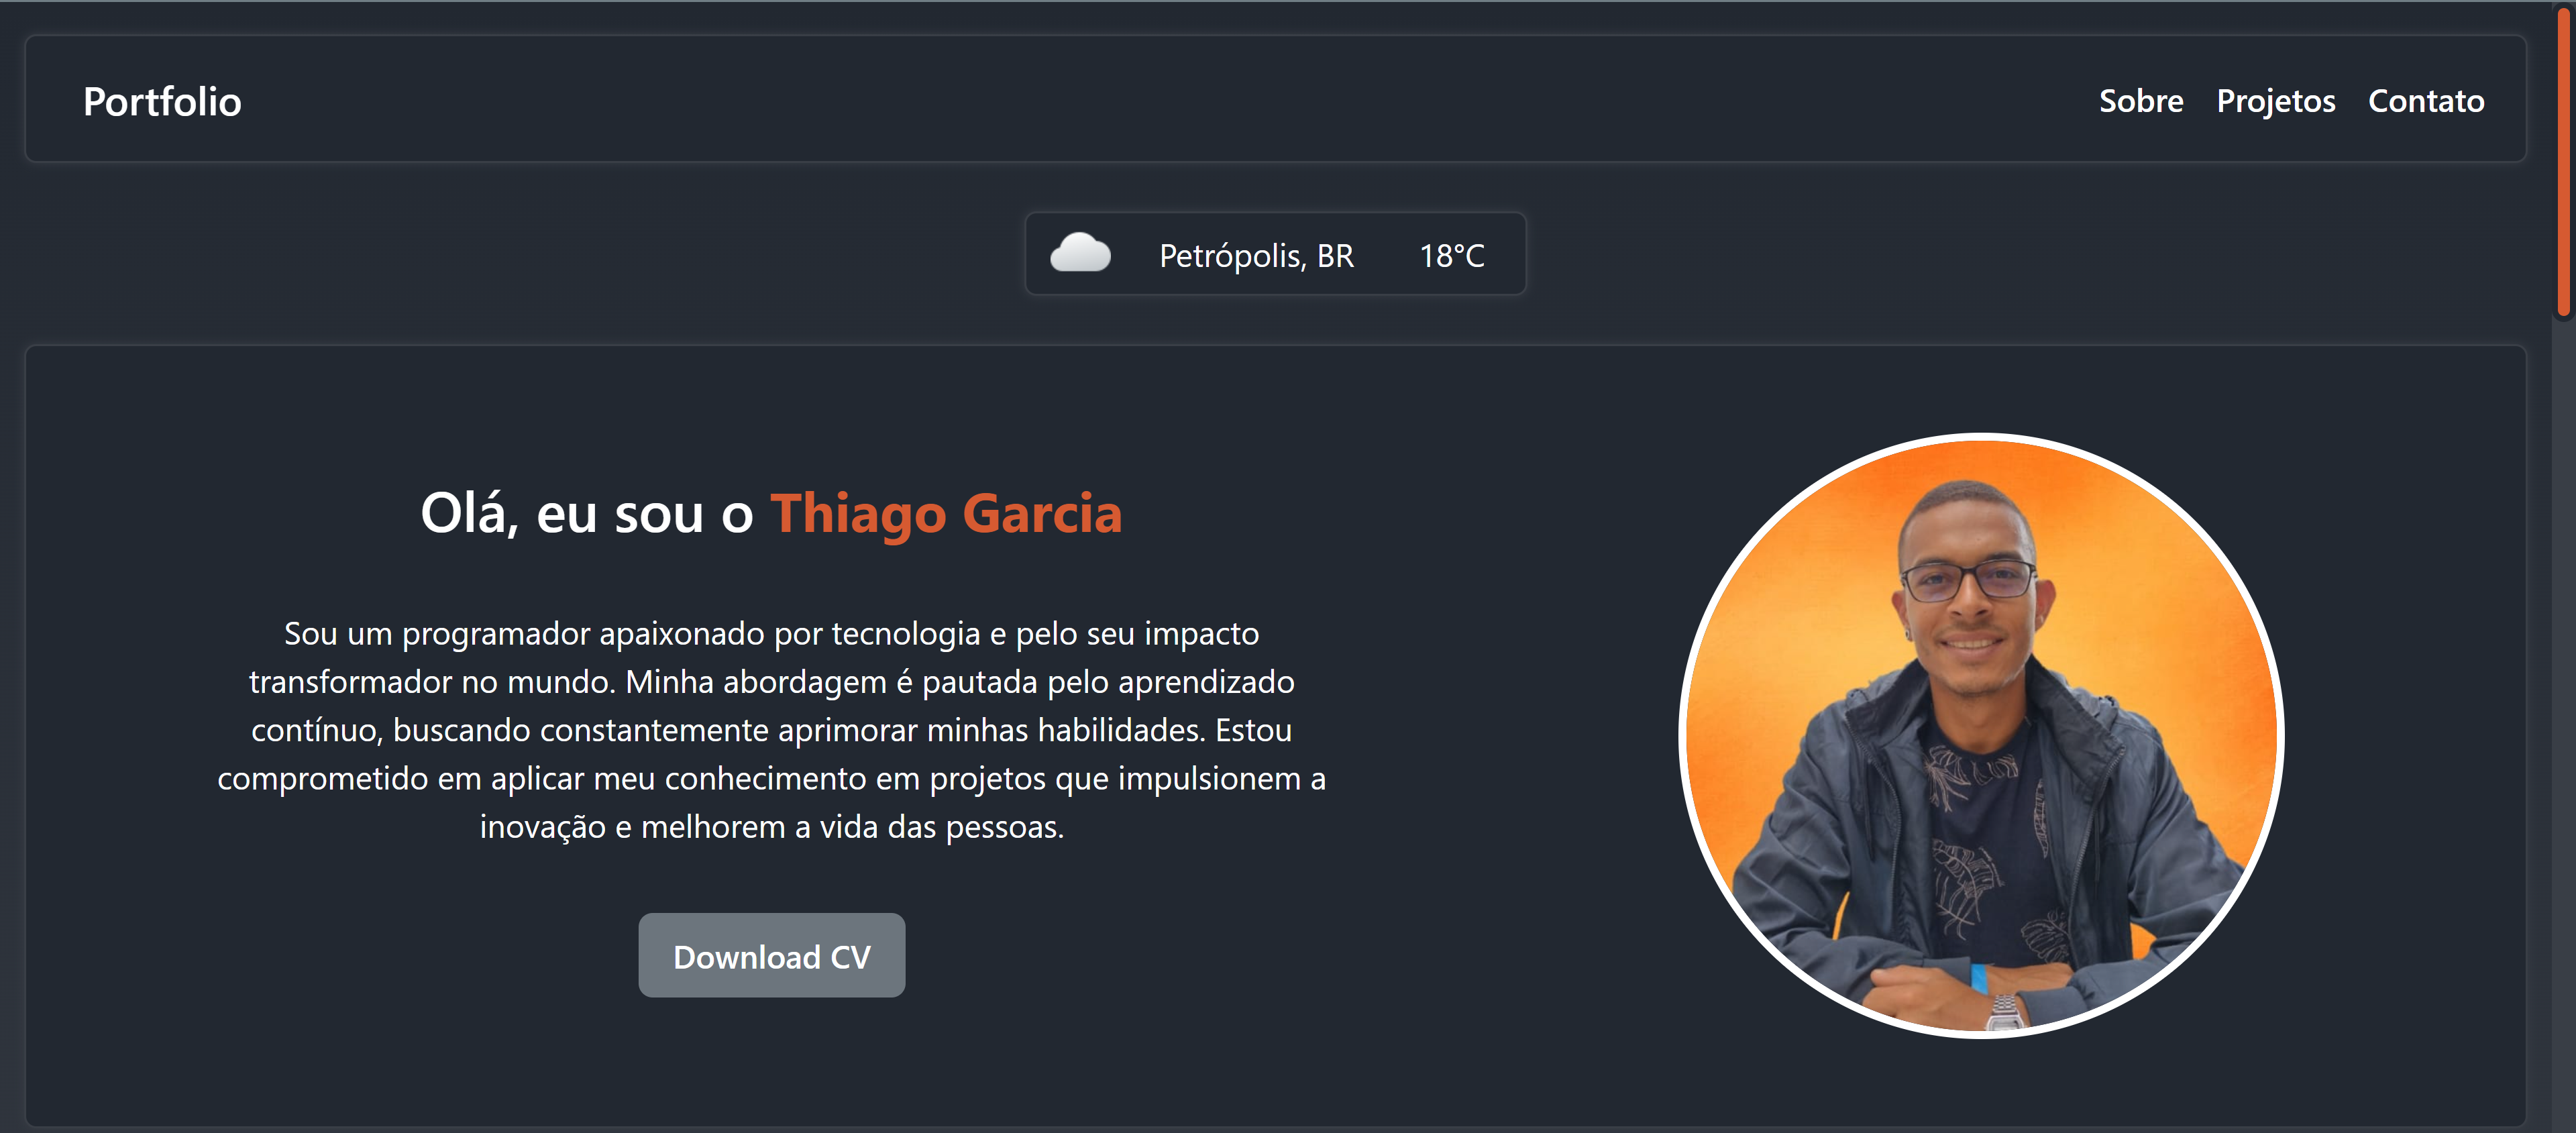 Portfolio
Sobre Projetos Contato
Petrópolis, BR 18°C
Olá, eu sou o Thiago Garcia
Sou um programador apaixonado por tecnologia e pelo seu impacto
transformador no mundo. Minha abordagem é pautada pelo aprendizado
contínuo, buscando constantemente aprimorar minhas habilidades. Estou
comprometido em aplicar meu conhecimento em projetos que impulsionem a
inovação e melhorem a vida das pessoas.
Download CV